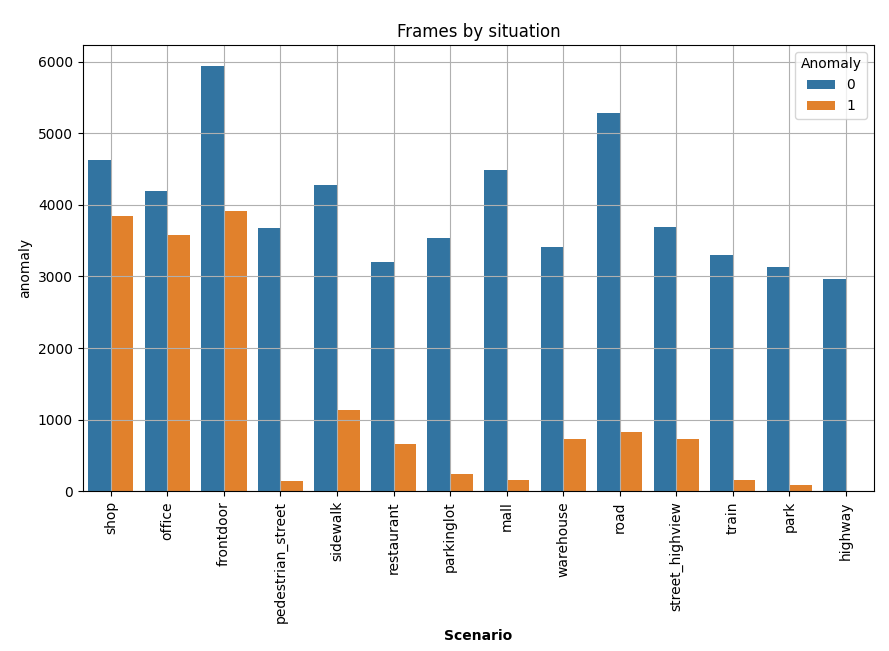 Frames by situation
Anomaly
0
1
6000
5000
4000
3000
2000
1000
0
anomaly
shop
office
frontdoor
pedestrian_street
sidewalk
restaurant
parkinglot
mall
warehouse
road
street_highview
train
park
highway
Scenario